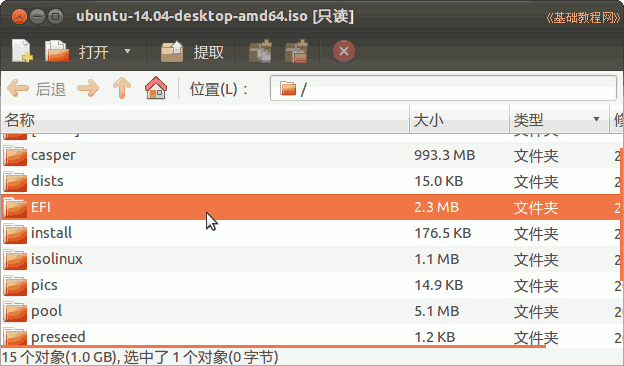 ubuntu-14.04-desktop-amd64.iso [只读]
《基础教程网》
打开 提取
后退 位置(L)： /
名称 大小 类型 修
casper 993.3 MB 文件夹 2
dists 15.0 KB 文件夹 2
EFI 2.3 MB 文件夹 2
install 176.5 KB 文件夹 2
isolinux 1.1 MB 文件夹 2
pics 14.9 KB 文件夹 20
pool 5.1 MB 文件夹 20
preseed 1.2 KB 文件夹 20
15 个对象(1.0 GB), 选中了 1 个对象(0 字节)